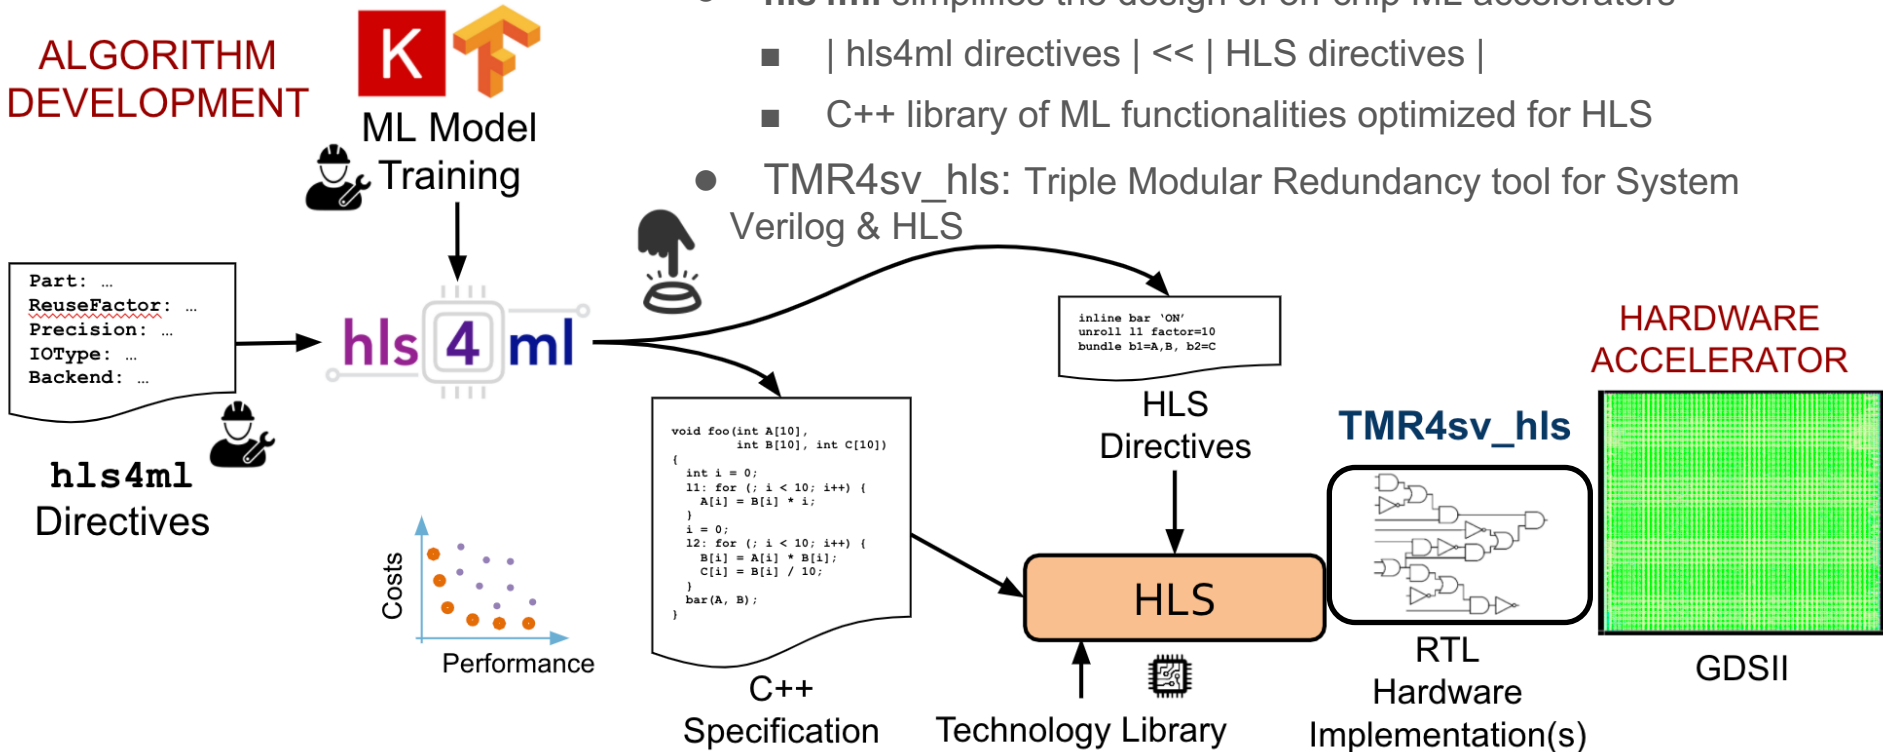 hls4ml simplifies the design of on-chip ML accelerators
| hls4ml directives | << | HLS directives |
C++ library of ML functionalities optimized for HLS
TMR4sv_hls: Triple Modular Redundancy tool for System
Verilog & HLS
ALGORITHM
DEVELOPMENT
K
ML Model
Training
Part: …
ReuseFactor: …
Precision: …
IOType: …
Backend: …
hls4ml
Directives
hls 4 ml
inline bar ‘ON’
unroll l1 factor=10
bundle b1=A,B, b2=C
HLS
Directives
void foo(int A[10],
int B[10], int C[10])
{
int i = 0;
l1: for (; i < 10; i++) {
A[i] = B[i] * i;
}
i = 0;
l2: for (; i < 10; i++) {
B[i] = A[i] * B[i];
C[i] = B[i] / 10;
}
bar(A, B);
}
C++
Specification
Costs
Performance
HLS
Technology Library
TMR4sv_hls
RTL
Hardware
Implementation(s)
HARDWARE
ACCELERATOR
GDSII